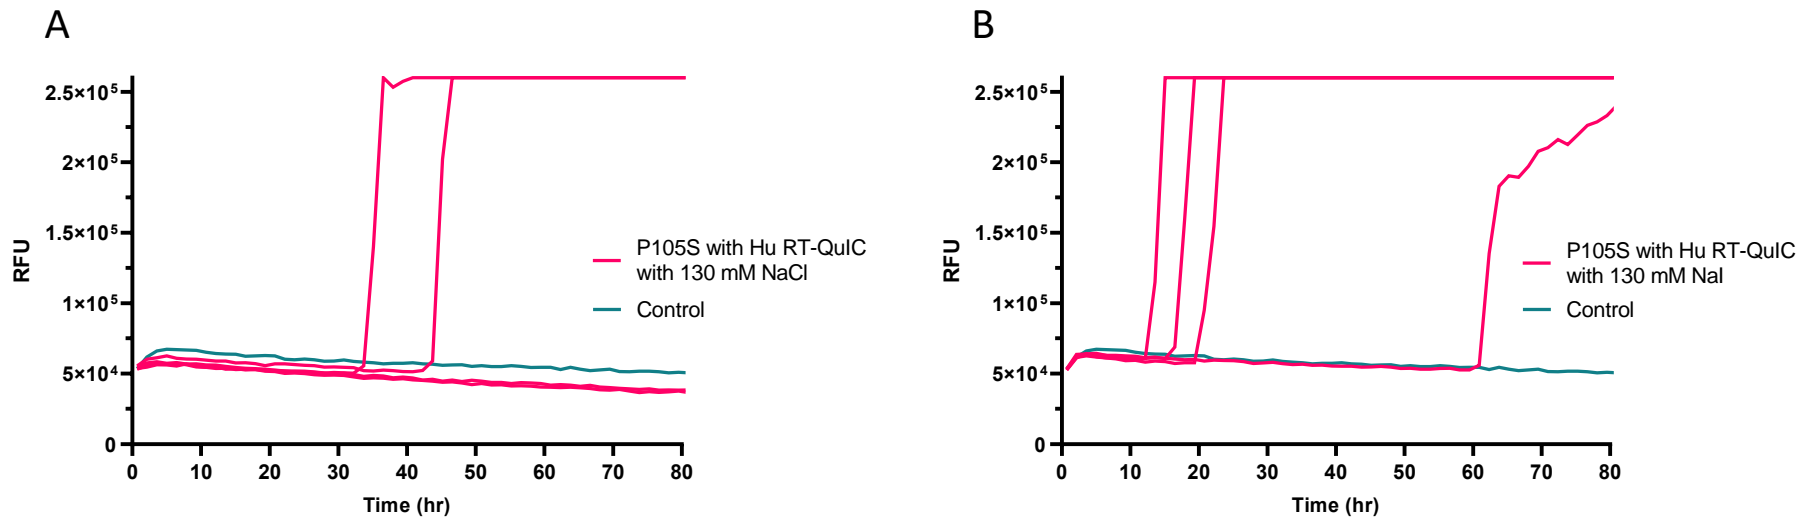 A
2.5×10⁵
2×10⁵
1.5×10⁵
1×10⁵
5×10⁴
0
RFU
0 10 20 30 40 50 60 70 80
Time (hr)
P105S with Hu RT-QuIC
with 130 mM NaCl
Control
B
2.5×10⁵
2×10⁵
1.5×10⁵
1×10⁵
5×10⁴
0
RFU
0 10 20 30 40 50 60 70 80
Time (hr)
P105S with Hu RT-QuIC
with 130 mM NaI
Control